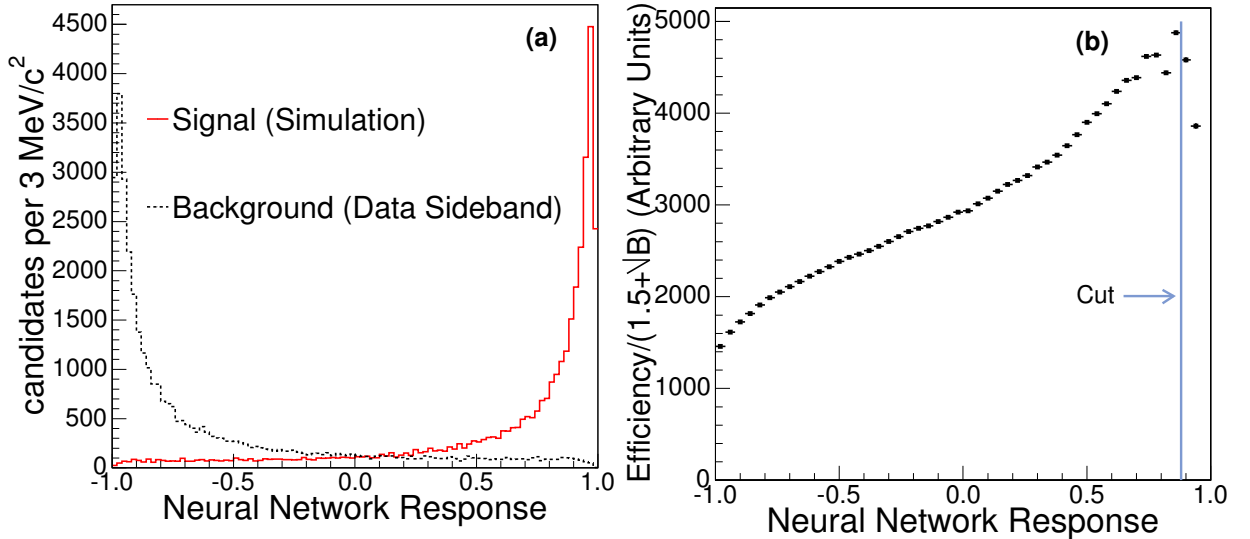 candidates per 3 MeV/c²
4500
4000
3500
3000
2500
2000
1500
1000
500
0
(a)
Signal (Simulation)
Background (Data Sideband)
-1.0
-0.5
0.0
0.5
1.0
Neural Network Response
Efficiency/(1.5+√B) (Arbitrary Units)
5000
4000
3000
2000
1000
0
(b)
Cut
-1.0
-0.5
0.0
0.5
1.0
Neural Network Response